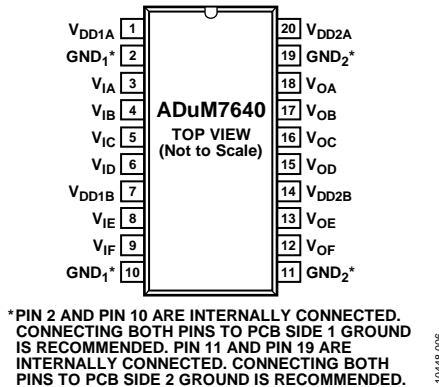 VDD1A 1 20 VDD2A
GND1* 2 19 GND2*
VIA 3 18 VOA
VIB 4 ADuM7640 17 VOB
VIC 5 TOP VIEW 16 VOC
VID 6 (Not to Scale) 15 VOD
VDD1B 7 14 VDD2B
VIE 8 13 VOE
VIF 9 12 VOF
GND1* 10 11 GND2*
*PIN 2 AND PIN 10 ARE INTERNALLY CONNECTED.
CONNECTING BOTH PINS TO PCB SIDE 1 GROUND
IS RECOMMENDED. PIN 11 AND PIN 19 ARE
INTERNALLY CONNECTED. CONNECTING BOTH
PINS TO PCB SIDE 2 GROUND IS RECOMMENDED.